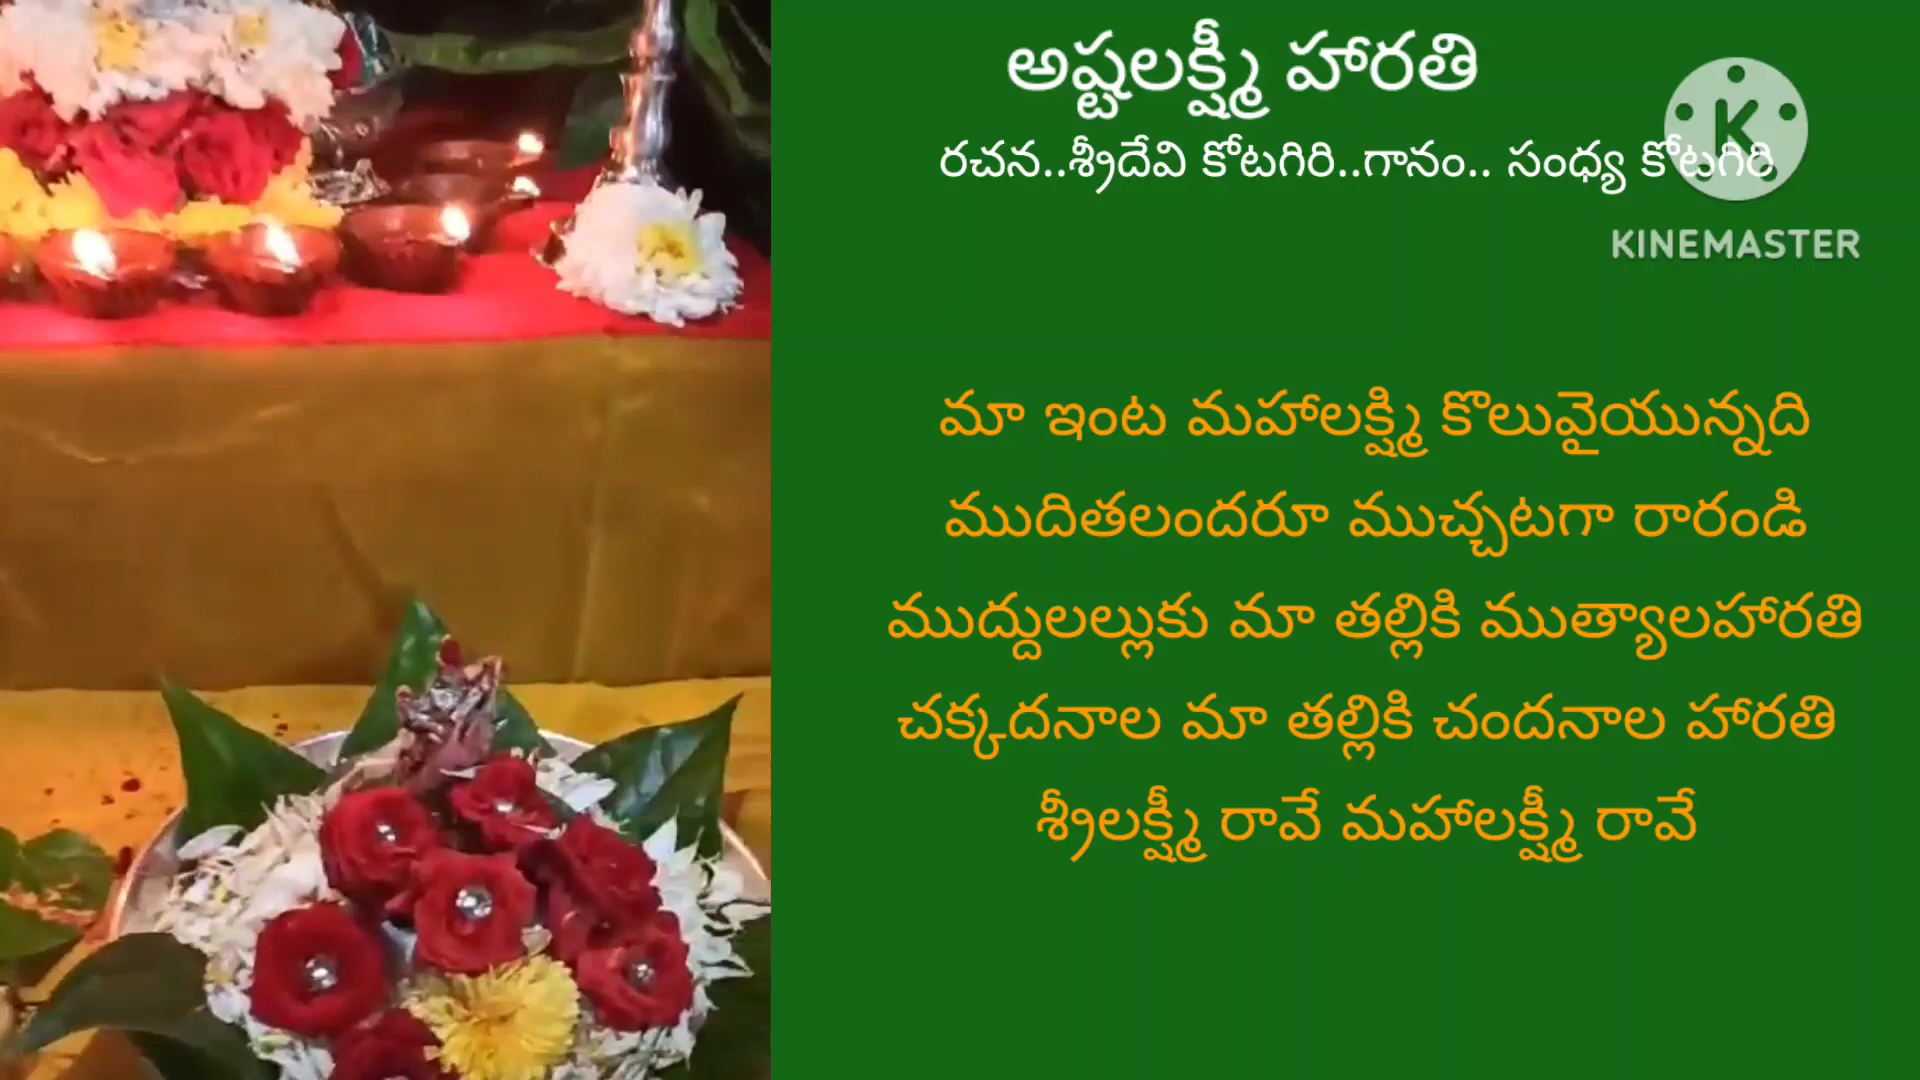 అష్టలక్ష్మీ హారతి
రచన..శ్రీదేవి కోటగిరి..గానం.. సంధ్య కోటగిరి
KINEMASTER
మా ఇంట మహాలక్ష్మి కొలువైయున్నది
ముదితలందరూ ముచ్చటగా రారండి
ముద్దులల్లుకు మా తల్లికి ముత్యాలహారతి
చక్కదనాల మా తల్లికి చందనాల హారతి
శ్రీలక్ష్మీ రావే మహాలక్ష్మీ రావే